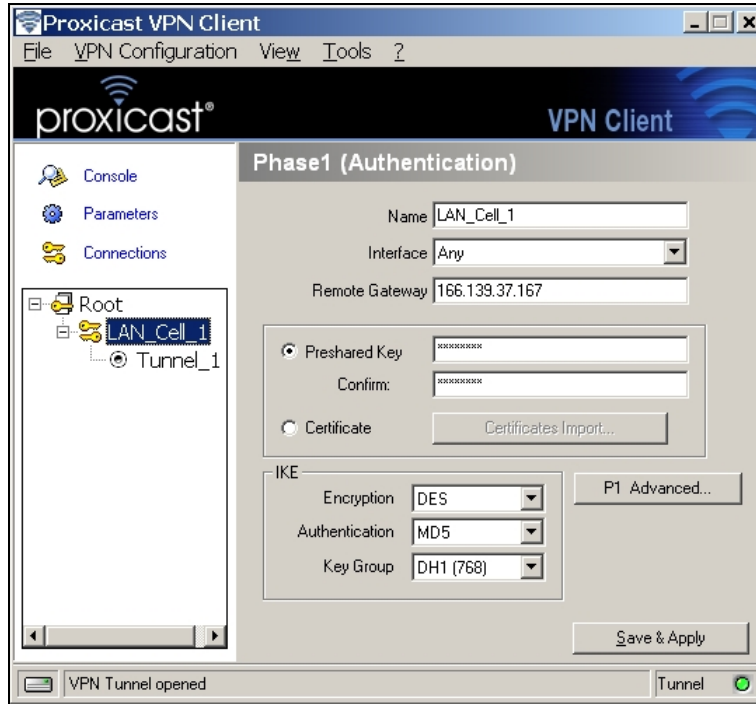 Proxicast VPN Client
File VPN Configuration View Tools ?
proxicast® VPN Client
Console
Parameters
Connections
Root
LAN_Cell_1
Tunnel_1
Phase1 (Authentication)
Name LAN_Cell_1
Interface Any
Remote Gateway 166.139.37.167
Preshared Key ********
Confirm: ********
Certificate Certificates Import...
IKE
Encryption DES
Authentication MD5
Key Group DH1 (768)
P1 Advanced...
Save & Apply
VPN Tunnel opened Tunnel